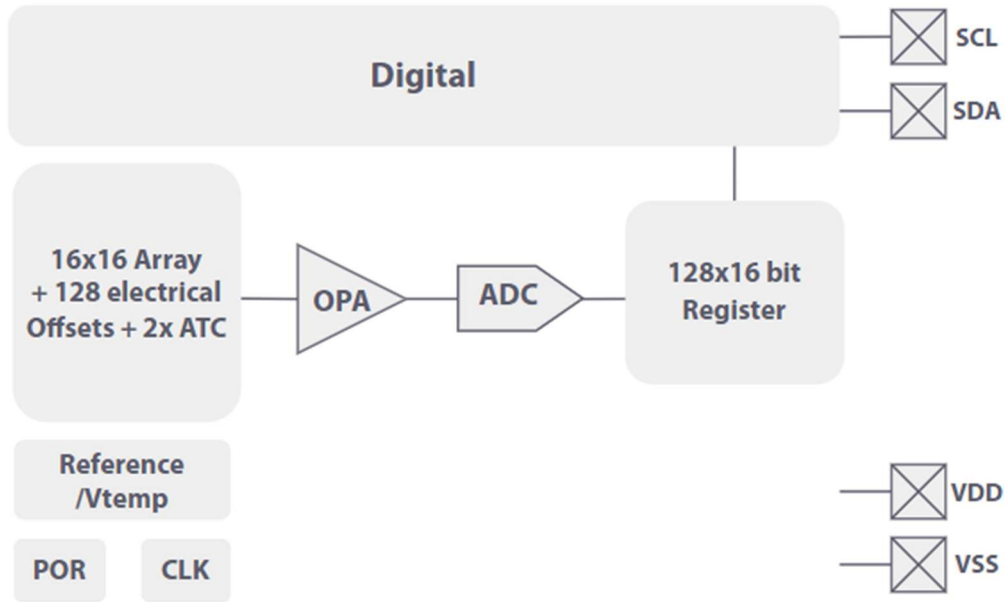 Digital
SCL
SDA
16x16 Array
+ 128 electrical
Offsets + 2x ATC
OPA
ADC
128x16 bit
Register
Reference
/Vtemp
POR
CLK
VDD
VSS